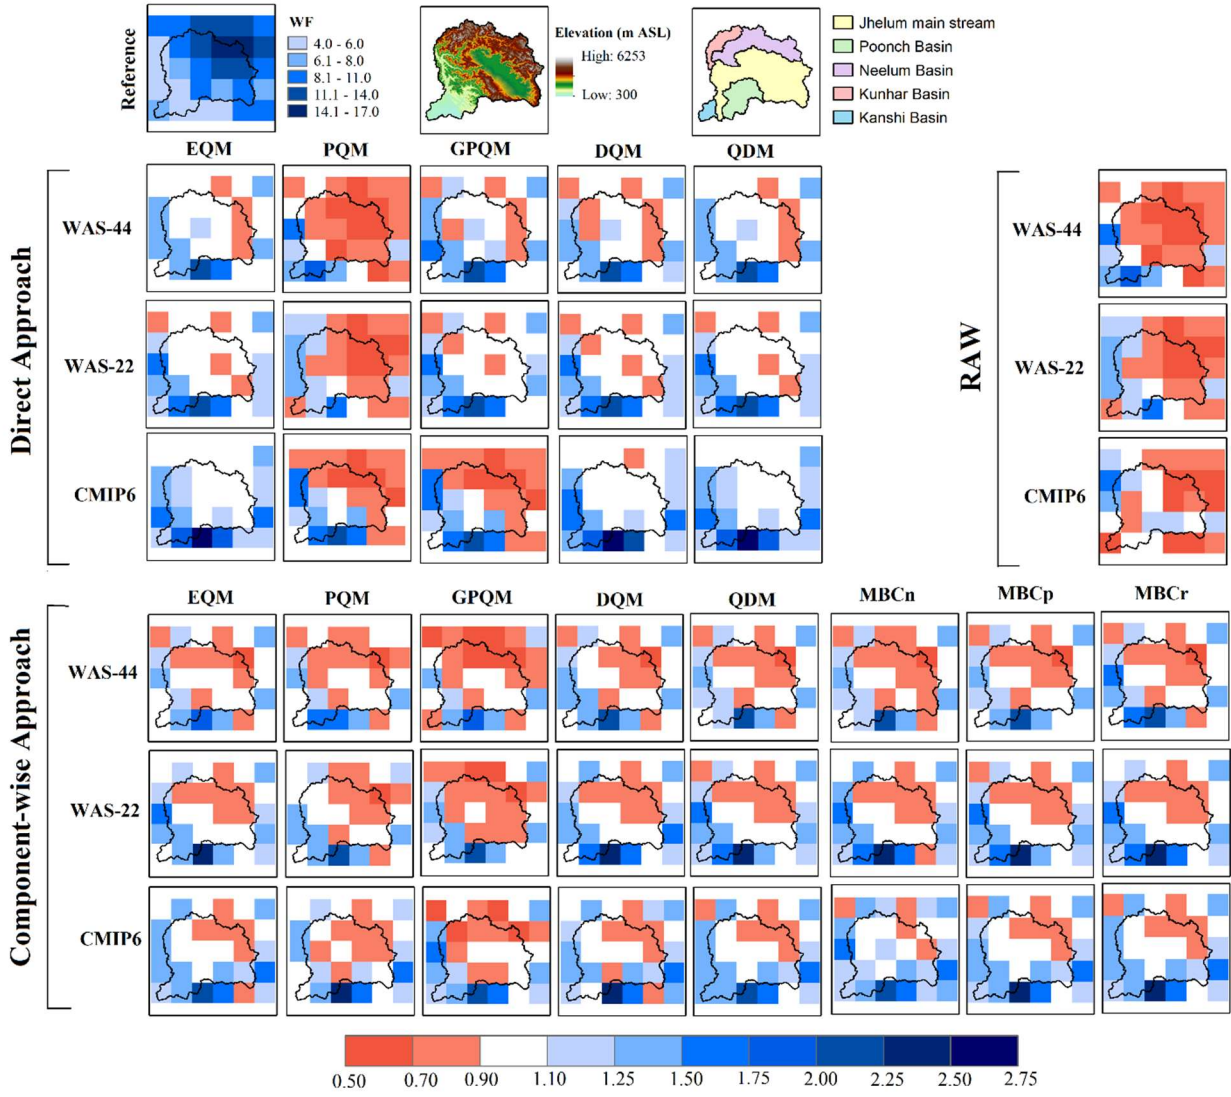 Reference
WF
4.0 - 6.0
6.1 - 8.0
8.1 - 11.0
11.1 - 14.0
14.1 - 17.0
Elevation (m ASL)
High: 6253
Low: 300
Jhelum main stream
Poonch Basin
Neelum Basin
Kunhar Basin
Kanshi Basin
EQM PQM GPQM DQM QDM
Direct Approach
WAS-44
WAS-22
CMIP6
RAW
WAS-44
WAS-22
CMIP6
EQM PQM GPQM DQM QDM MBCn MBCp MBCr
Component-wise Approach
WAS-44
WAS-22
CMIP6
0.50 0.70 0.90 1.10 1.25 1.50 1.75 2.00 2.25 2.50 2.75